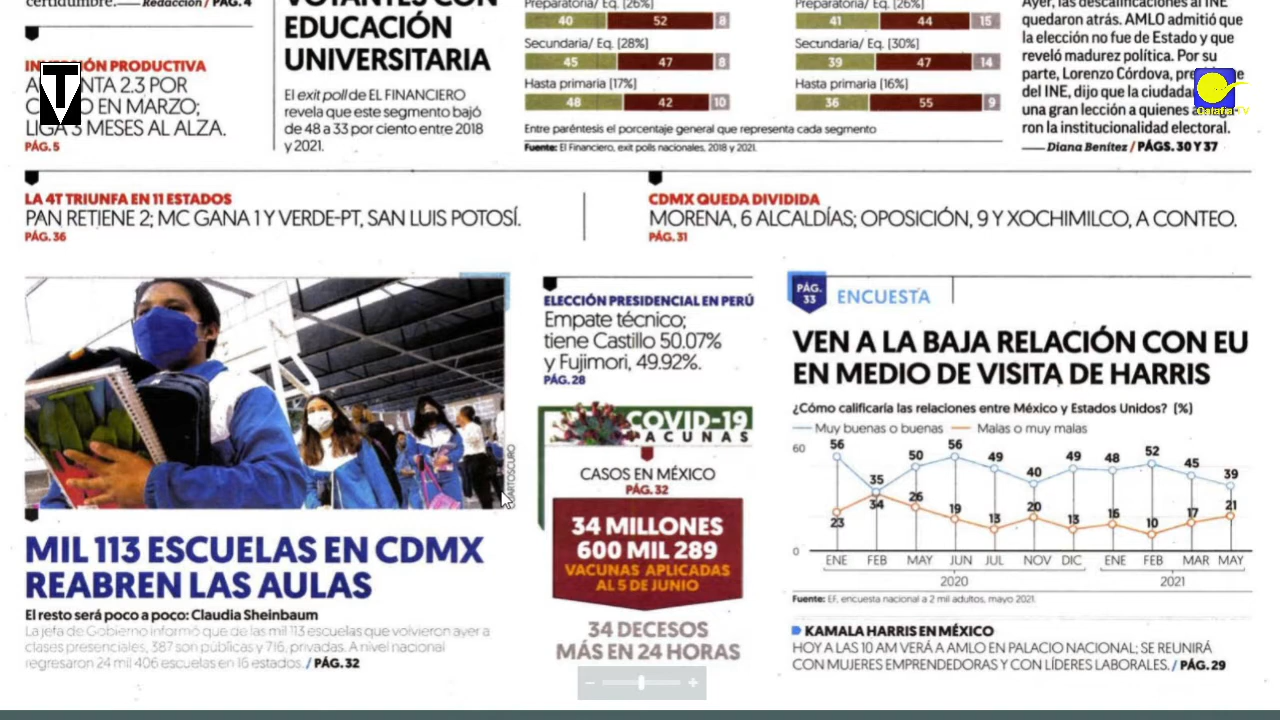 Redacción / PÁG. 4
INVERSIÓN PRODUCTIVA
2.3 POR
EN MARZO;
LIGA 3 MESES AL ALZA.
PÁG. 5
VOTANTES CON
EDUCACIÓN
UNIVERSITARIA
El exit poll de EL FINANCIERO
revela que este segmento bajó
de 48 a 33 por ciento entre 2018
y 2021.
Preparatoria/ Eq. (26%)
40 52 8
Secundaria/ Eq. (28%)
45 47 8
Hasta primaria (17%)
48 42 10
Preparatoria/ Eq. (26%)
41 44 15
Secundaria/ Eq. (30%)
39 47 14
Hasta primaria (16%)
36 55 9
Entre paréntesis el porcentaje general que representa cada segmento
Fuente: El Financiero, exit polls nacionales, 2018 y 2021.
Ayer, las descalificaciones al INE
quedaron atrás. AMLO admitió que
la elección no fue de Estado y que
reveló madurez política. Por su
parte, Lorenzo Córdova,
del INE, dijo que la
una gran lección a quienes
ron la institucionalidad electoral.
Diana Benítez / PÁGS. 30 Y 37
Calafia TV
LA 4T TRIUNFA EN 11 ESTADOS
PAN RETIENE 2; MC GANA 1 Y VERDE-PT, SAN LUIS POTOSÍ.
PÁG. 36
CDMX QUEDA DIVIDIDA
MORENA, 6 ALCALDÍAS; OPOSICIÓN, 9 Y XOCHIMILCO, A CONTEO.
PÁG. 31
MIL 113 ESCUELAS EN CDMX
REABREN LAS AULAS
El resto será poco a poco: Claudia Sheinbaum
La jefa de Gobierno informó que de las mil 113 escuelas que volvieron ayer a
clases presenciales, 387 son públicas y 716, privadas. A nivel nacional
regresaron 24 mil 406 escuelas en 16 estados. / PÁG. 32
ELECCIÓN PRESIDENCIAL EN PERÚ
Empate técnico;
tiene Castillo 50.07%
y Fujimori, 49.92%.
PÁG. 28
COVID-19
VACUNAS
CASOS EN MÉXICO
PÁG. 32
34 MILLONES
600 MIL 289
VACUNAS APLICADAS
AL 5 DE JUNIO
34 DECESOS
MÁS EN 24 HORAS
PÁG.
33
ENCUESTA
VEN A LA BAJA RELACIÓN CON EU
EN MEDIO DE VISITA DE HARRIS
¿Cómo calificaría las relaciones entre México y Estados Unidos? (%)
Muy buenas o buenas Malas o muy malas
60
56 35 50 56 49 40 49 48 52 45 39
23 34 26 19 13 20 13 16 10 17 21
0
ENE FEB MAY JUN JUL NOV DIC ENE FEB MAR MAY
2020 2021
Fuente: EF, encuesta nacional a 2 mil adultos, mayo 2021.
KAMALA HARRIS EN MÉXICO
HOY A LAS 10 AM VERÁ A AMLO EN PALACIO NACIONAL; SE REUNIRÁ
CON MUJERES EMPRENDEDORAS Y CON LÍDERES LABORALES. / PÁG. 29